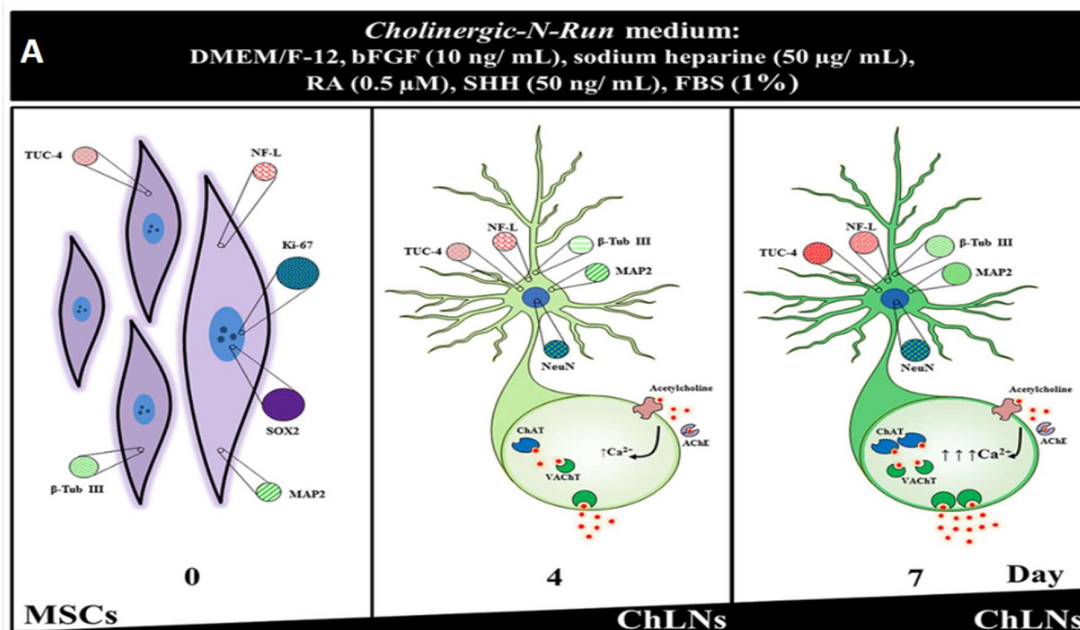 A
Cholinergic-N-Run medium:
DMEM/F-12, bFGF (10 ng/ mL), sodium heparine (50 μg/ mL),
RA (0.5 μM), SHH (50 ng/ mL), FBS (1%)
TUC-4
NF-L
Ki-67
SOX2
β-Tub III
MAP2
0
MSCs
TUC-4
NF-L
β-Tub III
MAP2
NeuN
Acetylcholine
ChAT
↑Ca²⁺
AChE
VAChT
4
ChLNs
TUC-4
NF-L
β-Tub III
MAP2
NeuN
Acetylcholine
ChAT
↑↑↑Ca²⁺
AChE
VAChT
7
Day
ChLNs